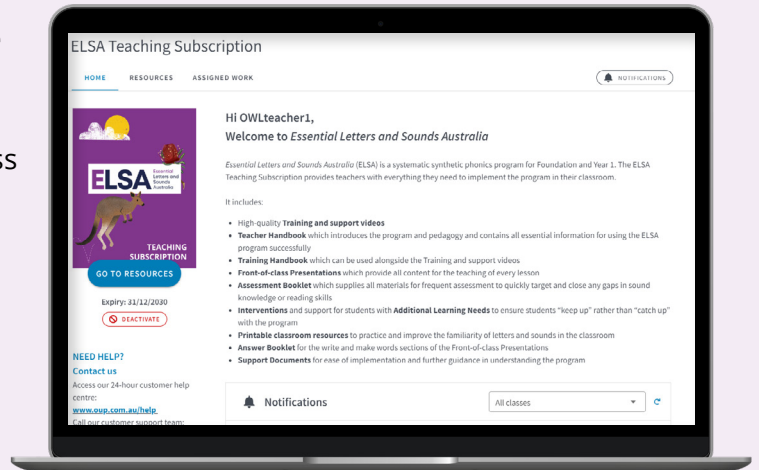 ELSA Teaching Subscription
HOME RESOURCES ASSIGNED WORK
NOTIFICATIONS
ELSA Essential Letters and Sounds Australia
TEACHING
SUBSCRIPTION
GO TO RESOURCES
Expiry: 31/12/2030
DEACTIVATE
NEED HELP?
Contact us
Access our 24-hour customer help
centre:
www.oup.com.au/help
Call our customer support team:
Hi OWLteacher1,
Welcome to Essential Letters and Sounds Australia
Essential Letters and Sounds Australia (ELSA) is a systematic synthetic phonics program for Foundation and Year 1. The ELSA
Teaching Subscription provides teachers with everything they need to implement the program in their classroom.
It includes:
• High-quality Training and support videos
• Teacher Handbook which introduces the program and pedagogy and contains all essential information for using the ELSA
program successfully
• Training Handbook which can be used alongside the Training and support videos
• Front-of-class Presentations which provide all content for the teaching of every lesson
• Assessment Booklet which supplies all materials for frequent assessment to quickly target and close any gaps in sound
knowledge or reading skills
• Interventions and support for students with Additional Learning Needs to ensure students “keep up” rather than “catch up”
with the program
• Printable classroom resources to practice and improve the familiarity of letters and sounds in the classroom
• Answer Booklet for the write and make words sections of the Front-of-class Presentations
• Support Documents for ease of implementation and further guidance in understanding the program
Notifications
All classes